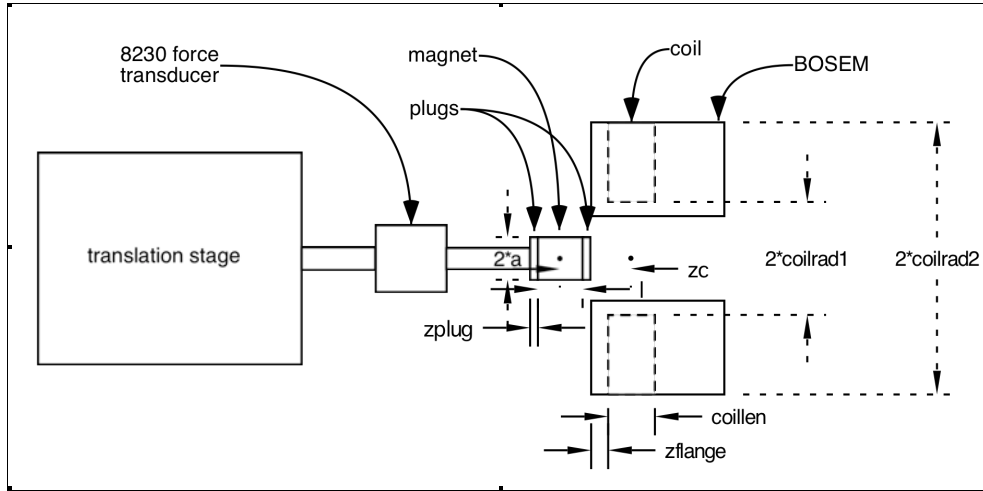 8230 force
transducer
magnet
plugs
coil
BOSEM
translation stage
2*a
zc
2*coilrad1
2*coilrad2
zplug
l
coillen
zflange